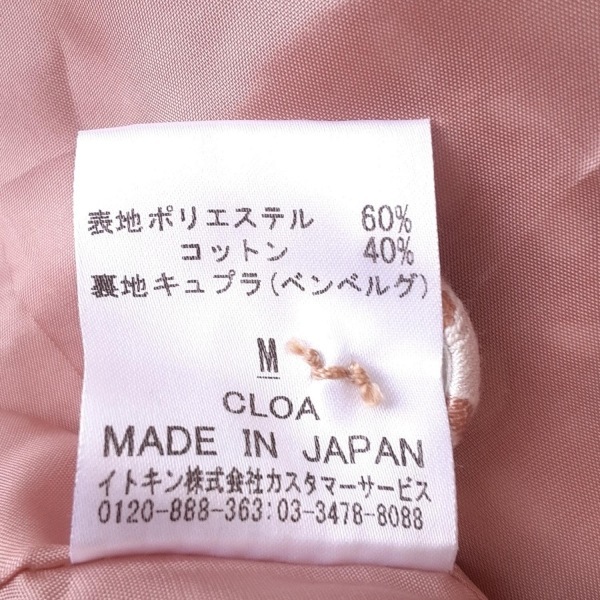 表地ポリエステル 60%
コットン 40%
裏地キュプラ(ベンベルグ)
M
CLOA
MADE IN JAPAN
イトキン株式会社カスタマーサービス
0120-888-363:03-3478-8088